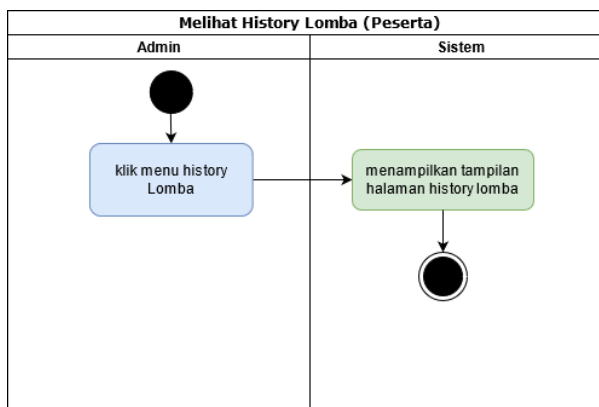 Melihat History Lomba (Peserta)
Admin
Sistem
klik menu history
Lomba
menampilkan tampilan
halaman history lomba